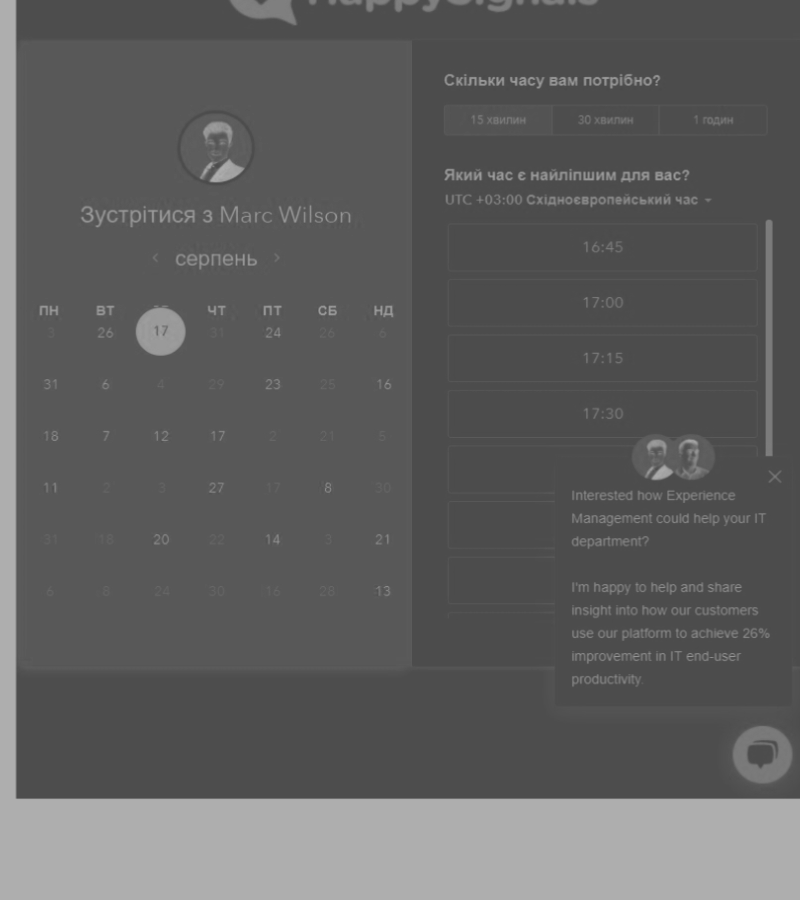 HappySignals
Зустрітися з Marc Wilson
серпень
ПН ВТ ЧТ ПТ СБ НД
3 26 17 31 24 26 6
31 6 4 29 23 25 16
18 7 12 17 2 21 8
11 2 3 27 17 8 30
31 18 20 22 14 3 21
6 8 24 30 16 28 13
Скільки часу вам потрібно?
15 хвилин 30 хвилин 1 годин
Який час є найліпшим для вас?
UTC +03:00 Східноєвропейський час
16:45
17:00
17:15
17:30
Interested how Experience
Management could help your IT
department?
I'm happy to help and share
insight into how our customers
use our platform to achieve 26%
improvement in IT end-user
productivity.